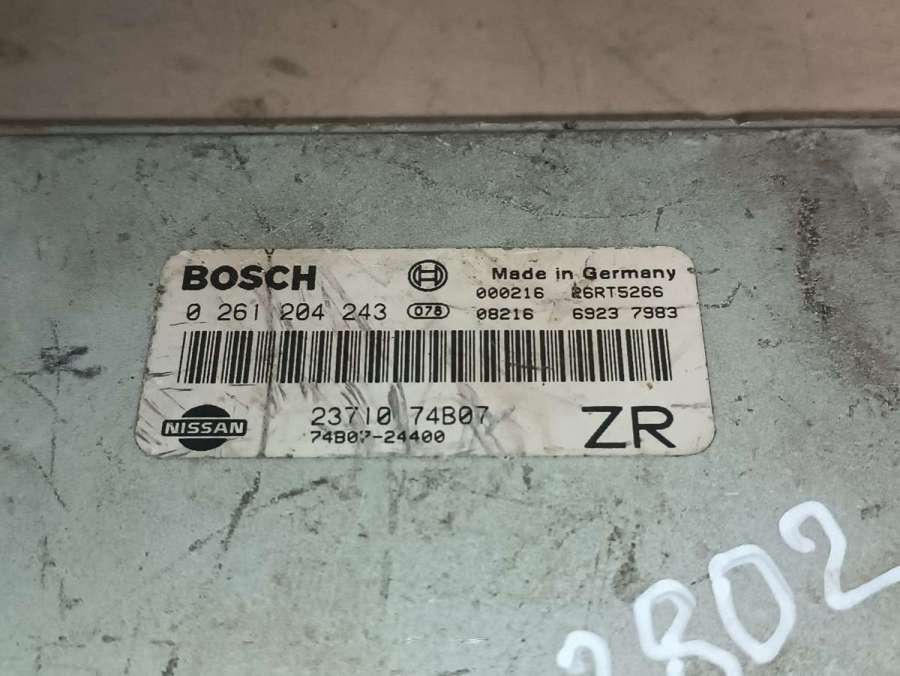 BOSCH Made in Germany
000216 26RT5266
0 261 204 243 078 08216 6923 7983
NISSAN 23710 74B07 ZR
74B07-24400
2802